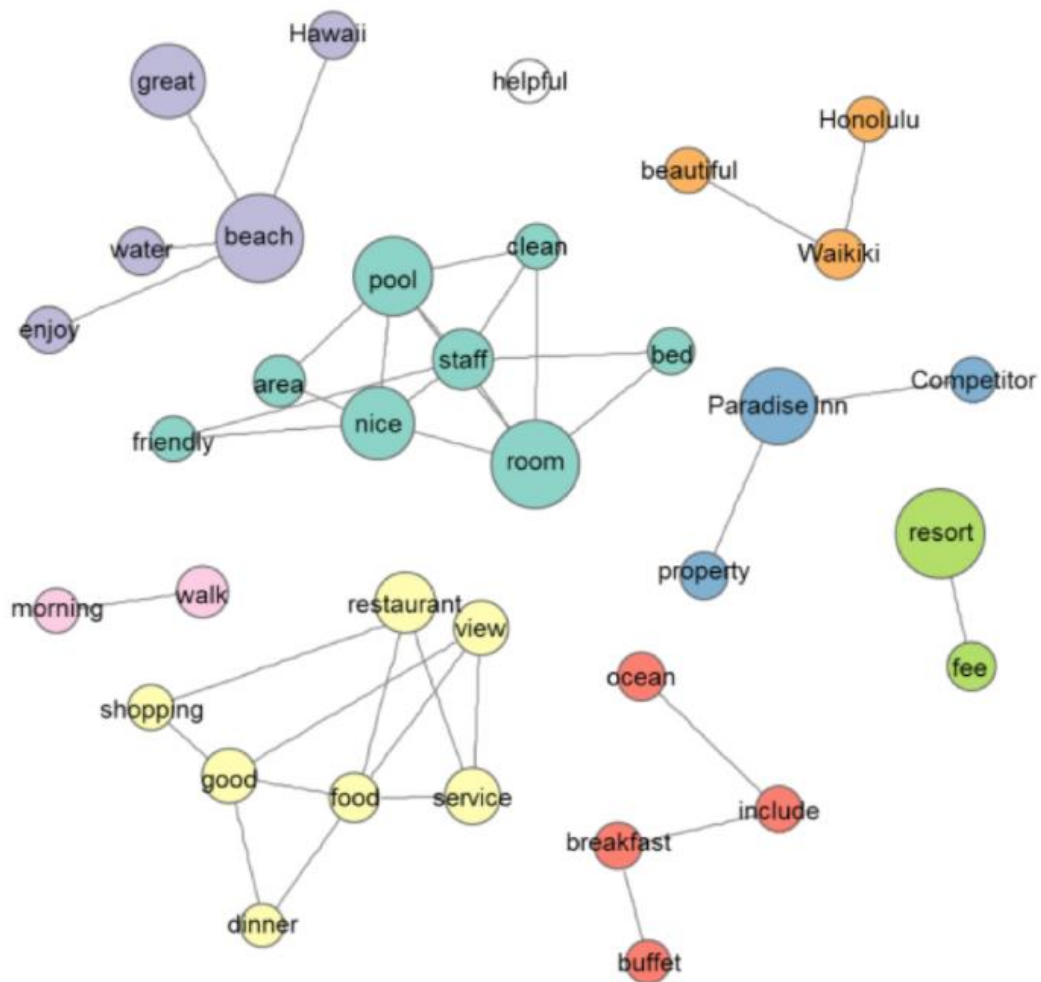 Hawaii
great
helpful
Honolulu
beautiful
water
beach
clean
Waikiki
pool
enjoy
staff
bed
area
Competitor
Paradise Inn
nice
friendly
room
resort
property
walk
morning
restaurant
view
fee
ocean
shopping
good
food
service
include
breakfast
dinner
buffet